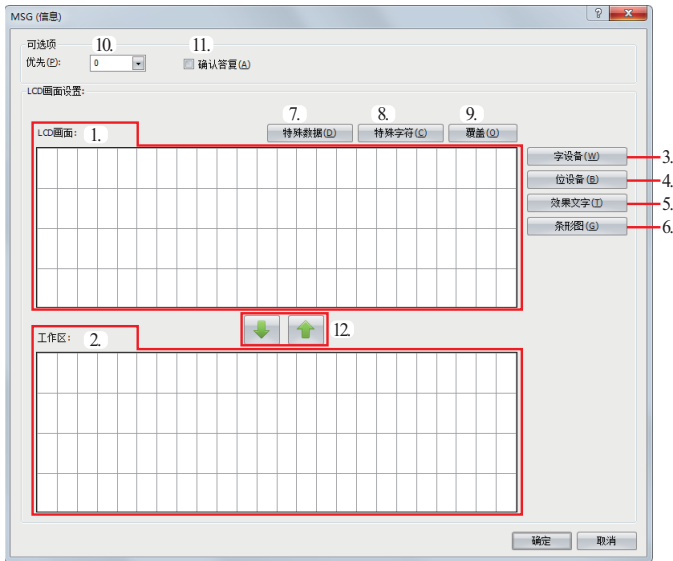 MSG (信息)
可选项
10. 11.
优先(P): 0 确认答复(A)
LCD画面设置:
7. 8. 9.
LCD画面: 1. 特殊数据(D) 特殊字符(C) 覆盖(O)
字设备(W) 3.
位设备(B) 4.
效果文字(T) 5.
条形图(G) 6.
12.
工作区: 2.
确定 取消